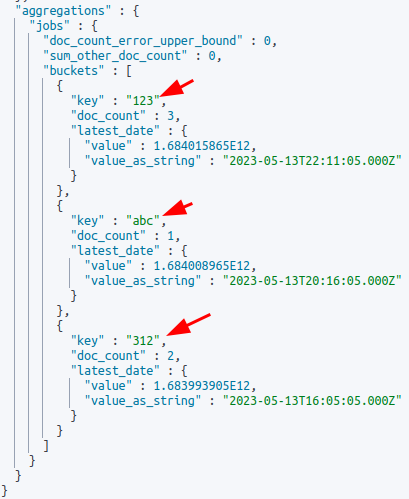 "aggregations" : {
"jobs" : {
"doc_count_error_upper_bound" : 0,
"sum_other_doc_count" : 0,
"buckets" : [
{
"key" : "123",
"doc_count" : 3,
"latest_date" : {
"value" : 1.684015865E12,
"value_as_string" : "2023-05-13T22:11:05.000Z"
}
},
{
"key" : "abc",
"doc_count" : 1,
"latest_date" : {
"value" : 1.684008965E12,
"value_as_string" : "2023-05-13T20:16:05.000Z"
}
},
{
"key" : "312",
"doc_count" : 2,
"latest_date" : {
"value" : 1.683993905E12,
"value_as_string" : "2023-05-13T16:05:05.000Z"
}
}
]
}
}
}